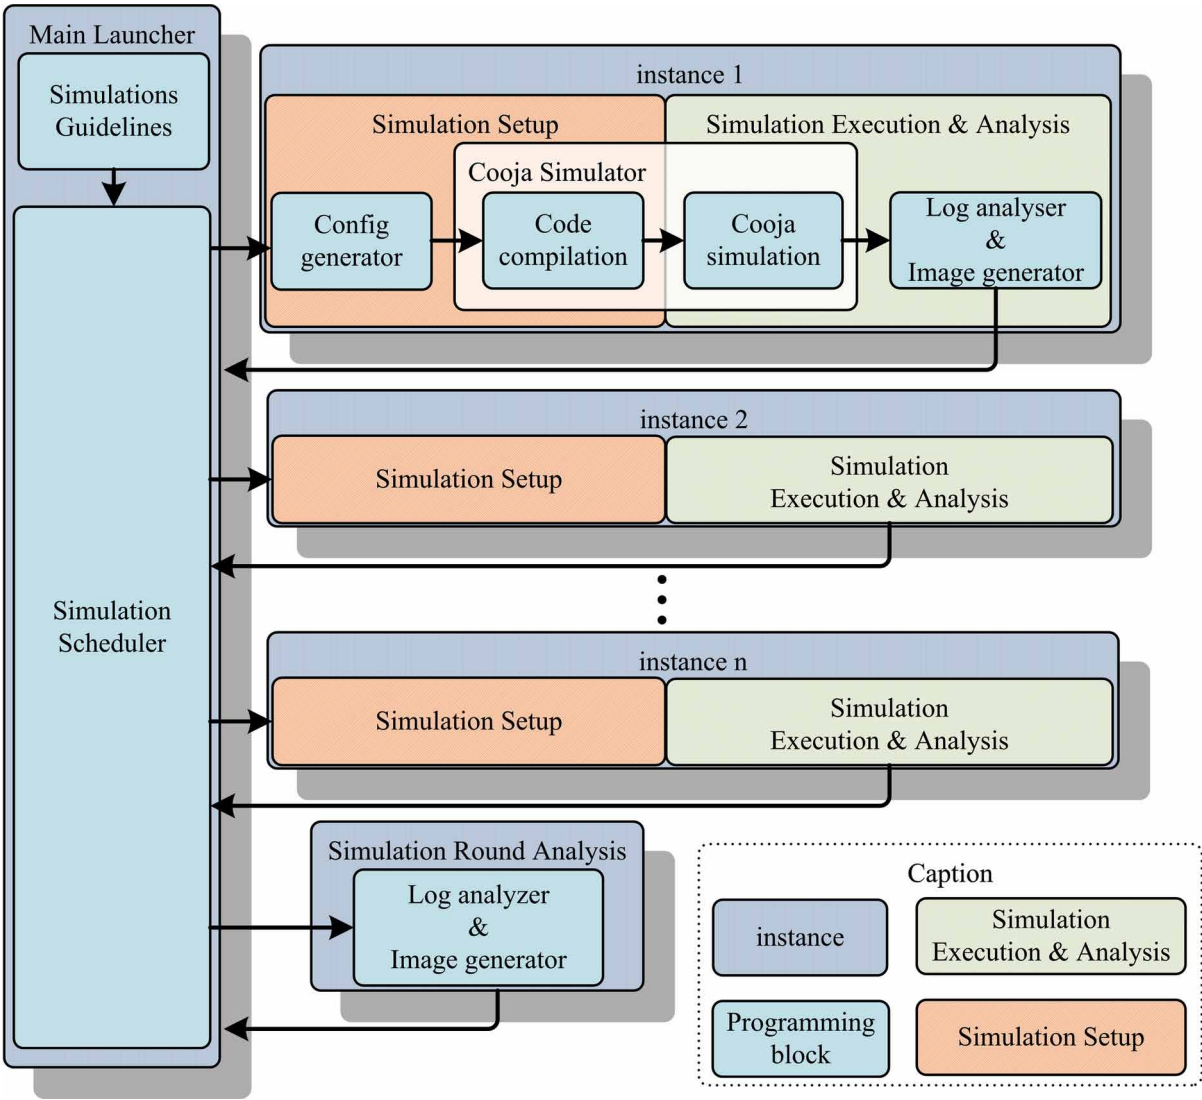 Main Launcher
Simulations
Guidelines
Simulation
Scheduler
instance 1
Simulation Setup
Simulation Execution & Analysis
Cooja Simulator
Config
generator
Code
compilation
Cooja
simulation
Log analyser
&
Image generator
instance 2
Simulation Setup
Simulation
Execution & Analysis
instance n
Simulation Setup
Simulation
Execution & Analysis
Simulation Round Analysis
Log analyzer
&
Image generator
Caption
instance
Simulation
Execution & Analysis
Programming
block
Simulation Setup